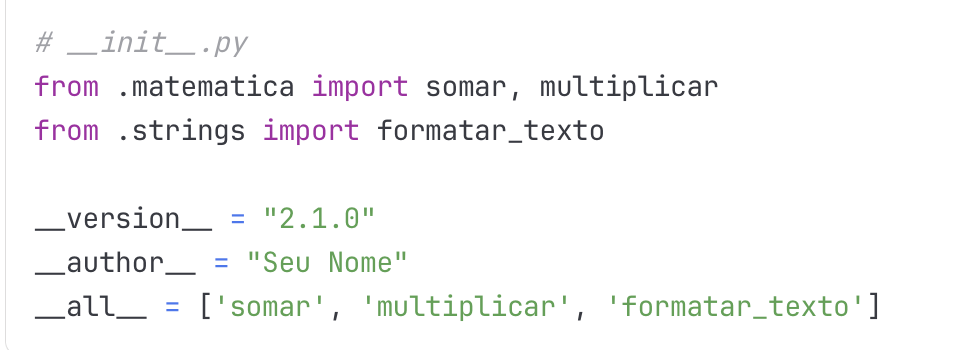 # __init__.py
from .matematica import somar, multiplicar
from .strings import formatar_texto
__version__ = "2.1.0"
__author__ = "Seu Nome"
__all__ = ['somar', 'multiplicar', 'formatar_texto']